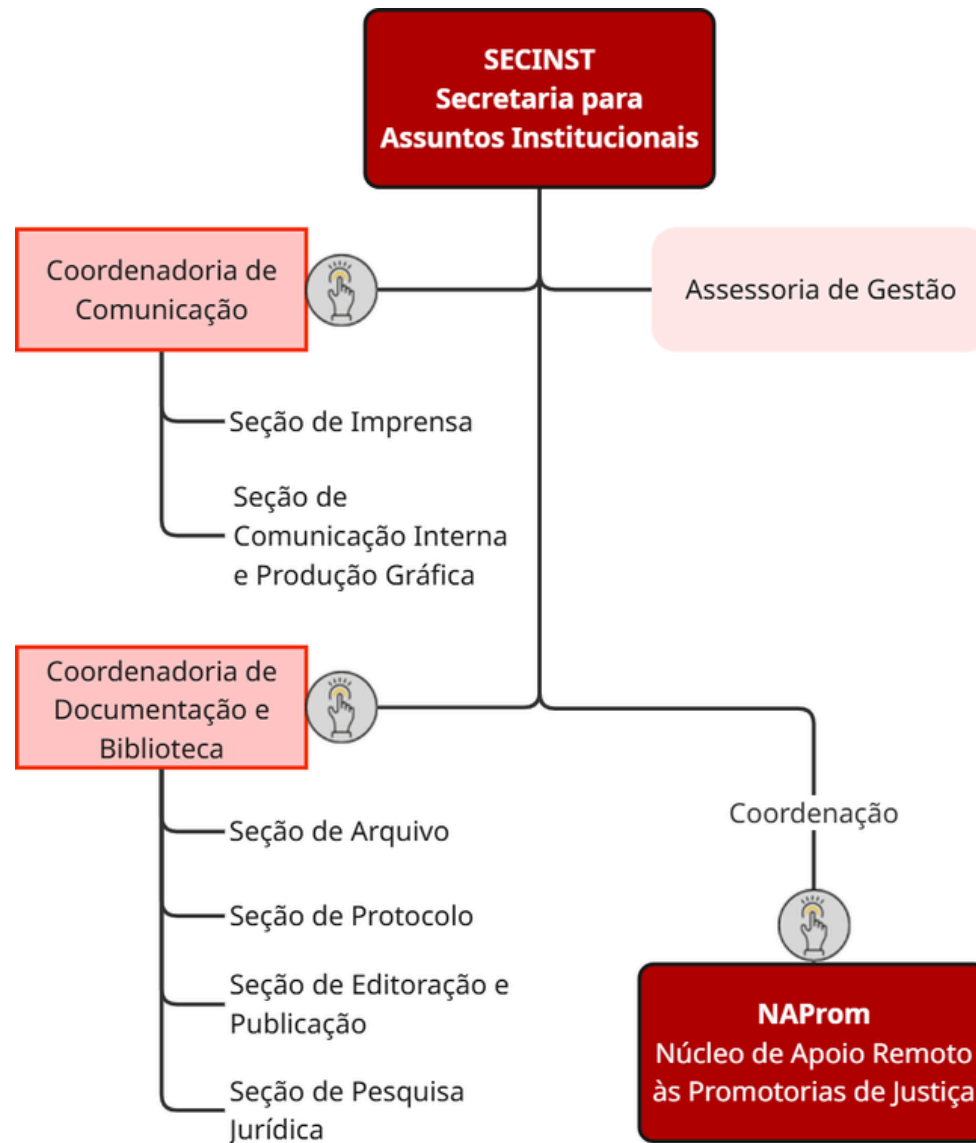 SECINST
Secretaria para
Assuntos Institucionais
Coordenadoria de
Comunicação
Assessoria de Gestão
Seção de Imprensa
Seção de
Comunicação Interna
e Produção Gráfica
Coordenadoria de
Documentação e
Biblioteca
Coordenação
Seção de Arquivo
Seção de Protocolo
Seção de Editoração e
Publicação
Seção de Pesquisa
Jurídica
NAProm
Núcleo de Apoio Remoto
às Promotorias de Justiça